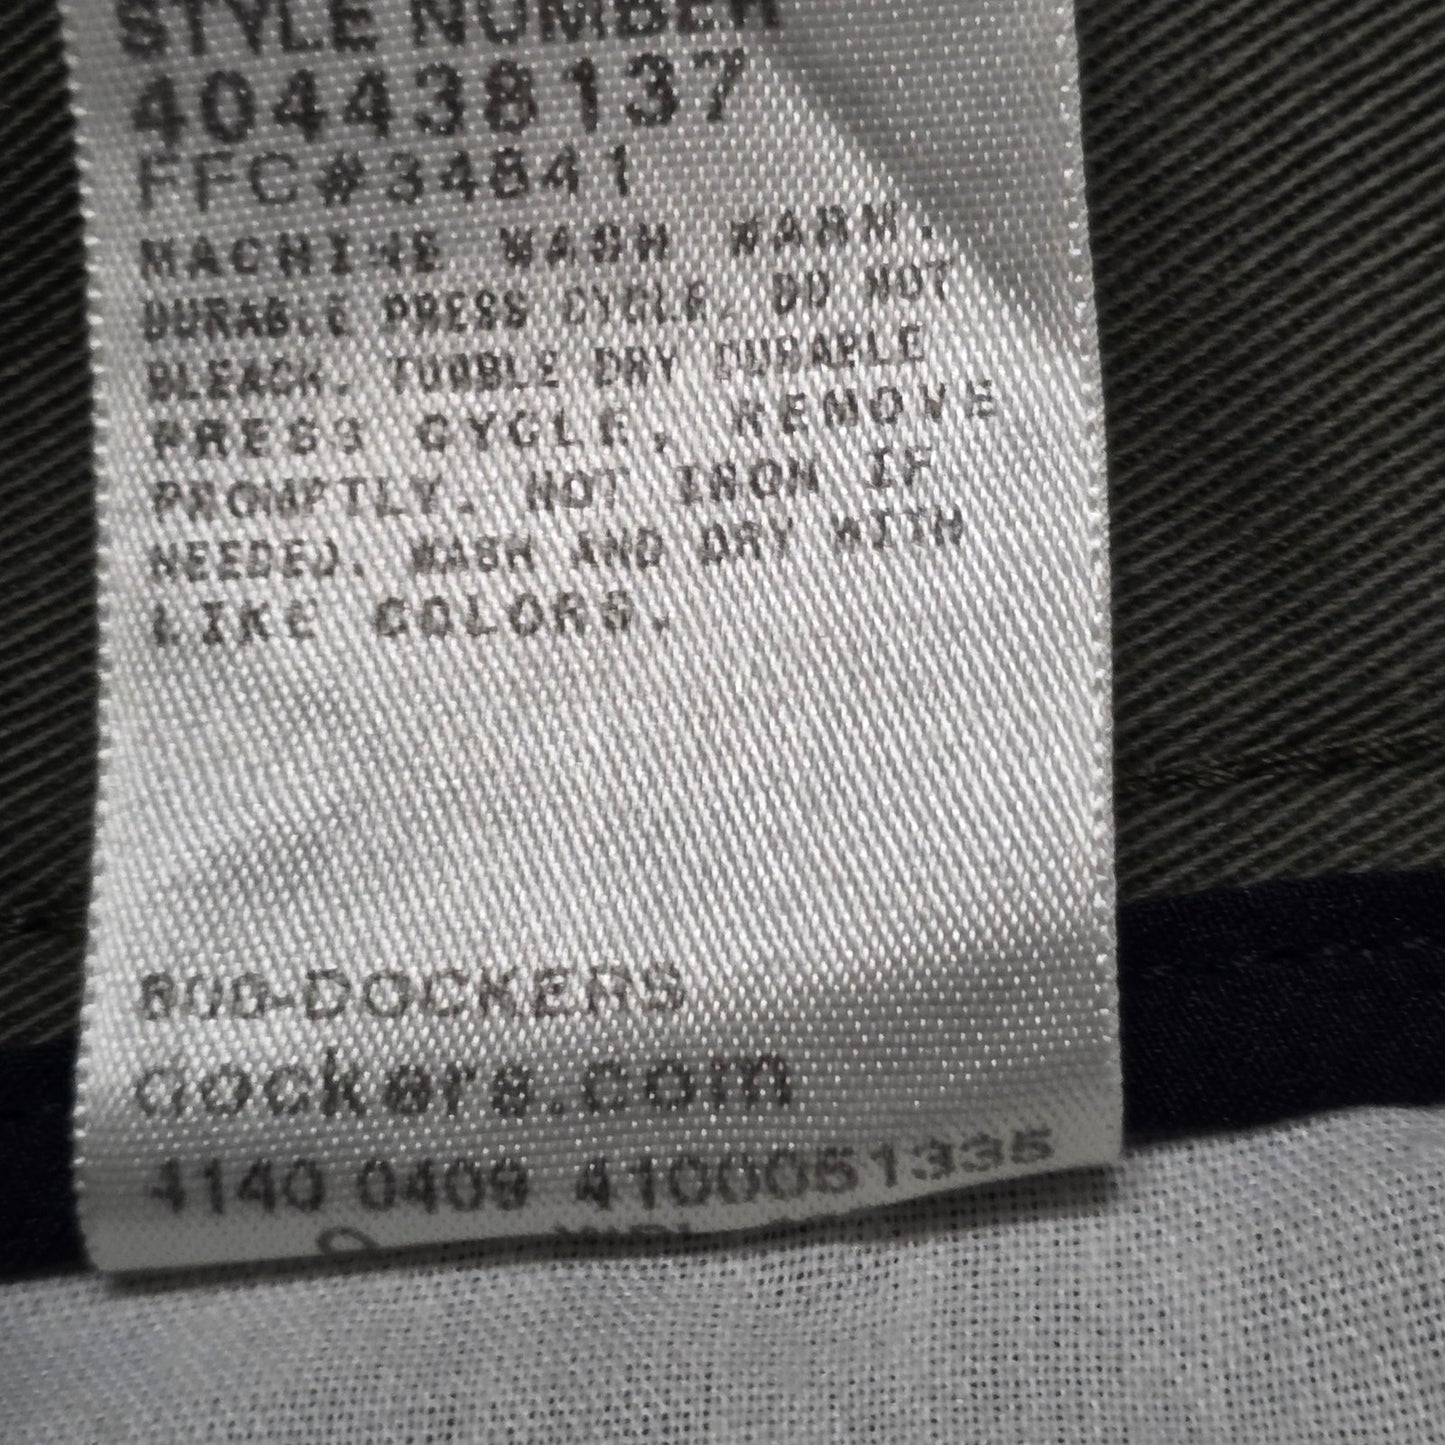 STYLE NUMBER
404438137
FFC#34841
MACHINE WASH WARM.
DURABLE PRESS CYCLE. DO NOT
BLEACH. TUMBLE DRY DURABLE
PRESS CYCLE. REMOVE
PROMPTLY. HOT IRON IF
NEEDED. WASH AND DRY WITH
LIKE COLORS.
800-DOCKERS
dockers.com
4140 0409 4100051335